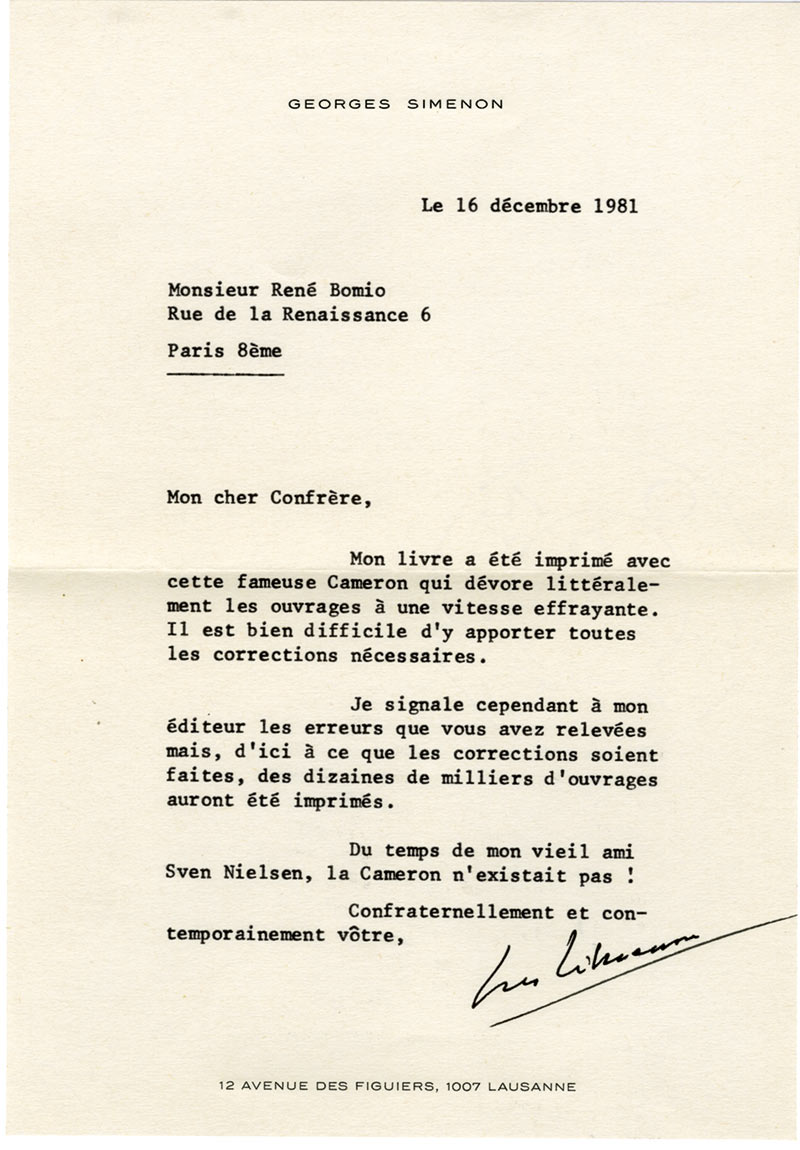 GEORGES SIMENON
Le 16 décembre 1981
Monsieur René Bomio
Rue de la Renaissance 6
Paris 8ème
Mon cher Confrère,
Mon livre a été imprimé avec
cette fameuse Cameron qui dévore littérale-
ment les ouvrages à une vitesse effrayante.
Il est bien difficile d'y apporter toutes
les corrections nécessaires.
Je signale cependant à mon
éditeur les erreurs que vous avez relevées
mais, d'ici à ce que les corrections soient
faites, des dizaines de milliers d'ouvrages
auront été imprimés.
Du temps de mon vieil ami
Sven Nielsen, la Cameron n'existait pas !
Confraternellement et con-
temporainement vôtre,
Simenon
12 AVENUE DES FIGUIERS, 1007 LAUSANNE